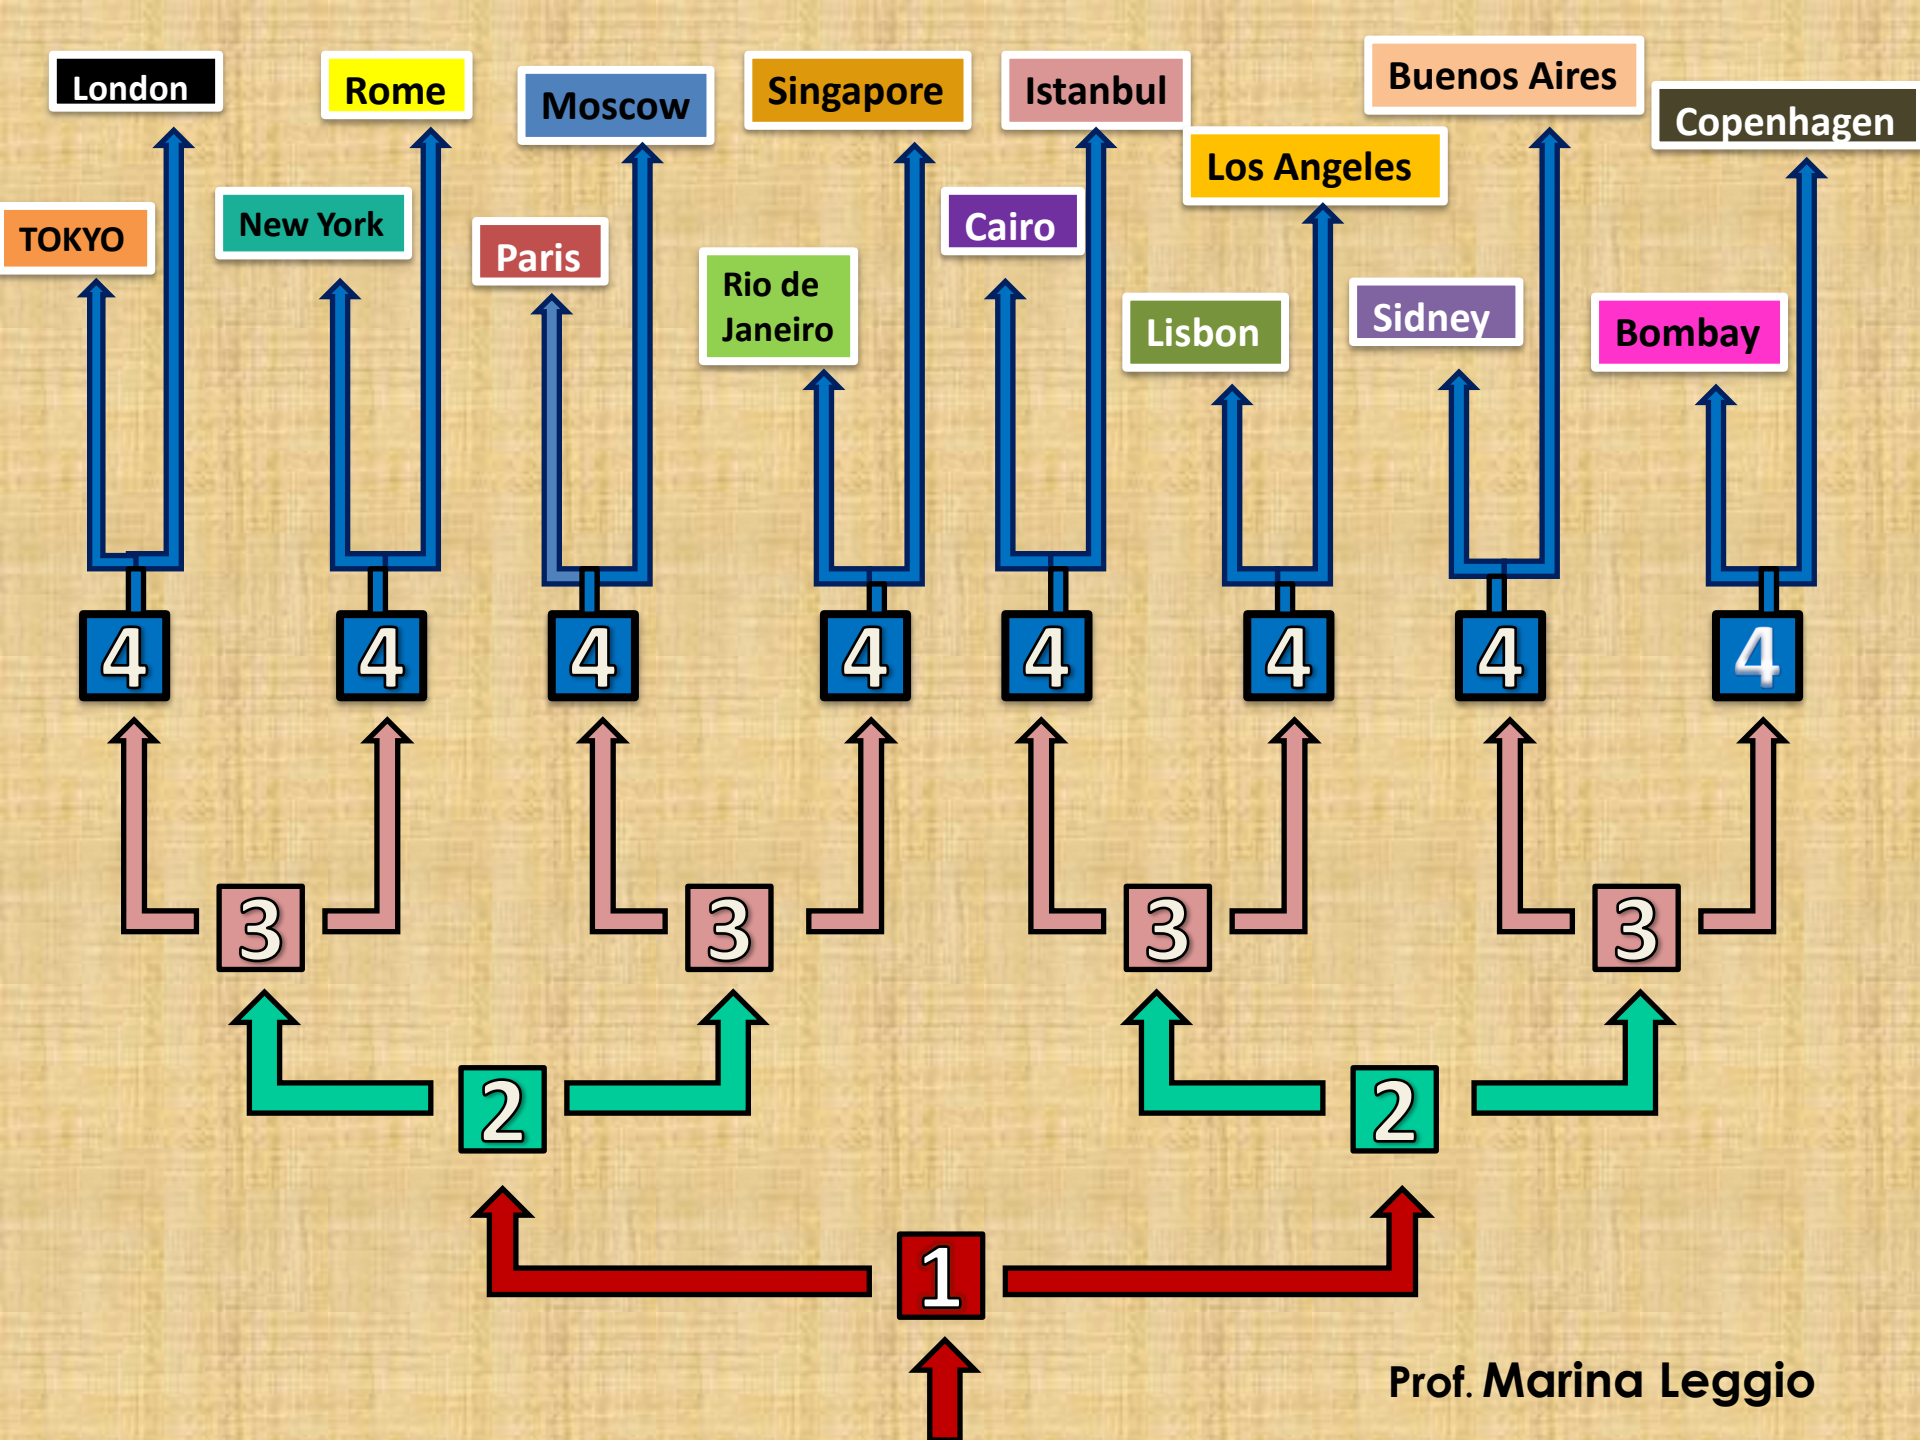 London
Rome
Moscow
Singapore
Istanbul
Buenos Aires
Copenhagen
Los Angeles
TOKYO
New York
Paris
Rio de
Janeiro
Cairo
Lisbon
Sidney
Bombay
4 4 4 4 4 4 4 4
3 3 3 3
2 2
1
Prof. Marina Leggio